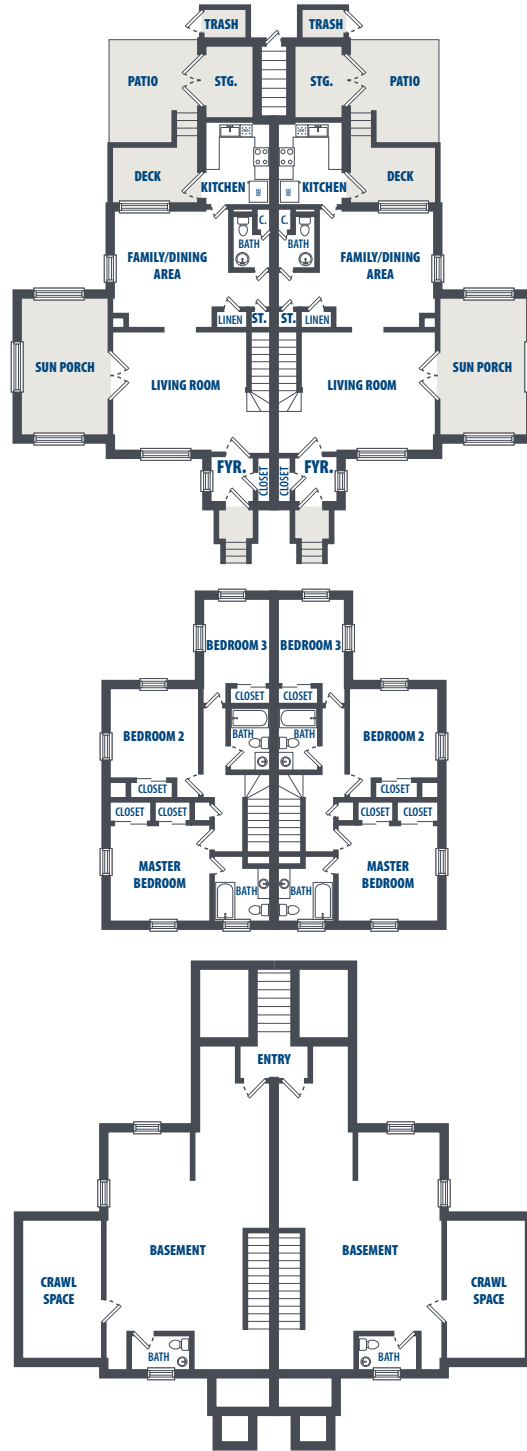 TRASH
TRASH
PATIO
STG.
STG.
PATIO
DECK
KITCHEN
REF.
REF.
KITCHEN
DECK
C.
C.
BATH
BATH
FAMILY/DINING
AREA
FAMILY/DINING
AREA
LINEN
ST.
ST.
LINEN
SUN PORCH
LIVING ROOM
LIVING ROOM
SUN PORCH
FYR.
CLOSET
CLOSET
FYR.
BEDROOM 3
BEDROOM 3
CLOSET
CLOSET
BEDROOM 2
BATH
BATH
BEDROOM 2
CLOSET
CLOSET
CLOSET
CLOSET
CLOSET
CLOSET
MASTER
BEDROOM
BATH
BATH
MASTER
BEDROOM
ENTRY
BASEMENT
BASEMENT
CRAWL
SPACE
CRAWL
SPACE
BATH
BATH